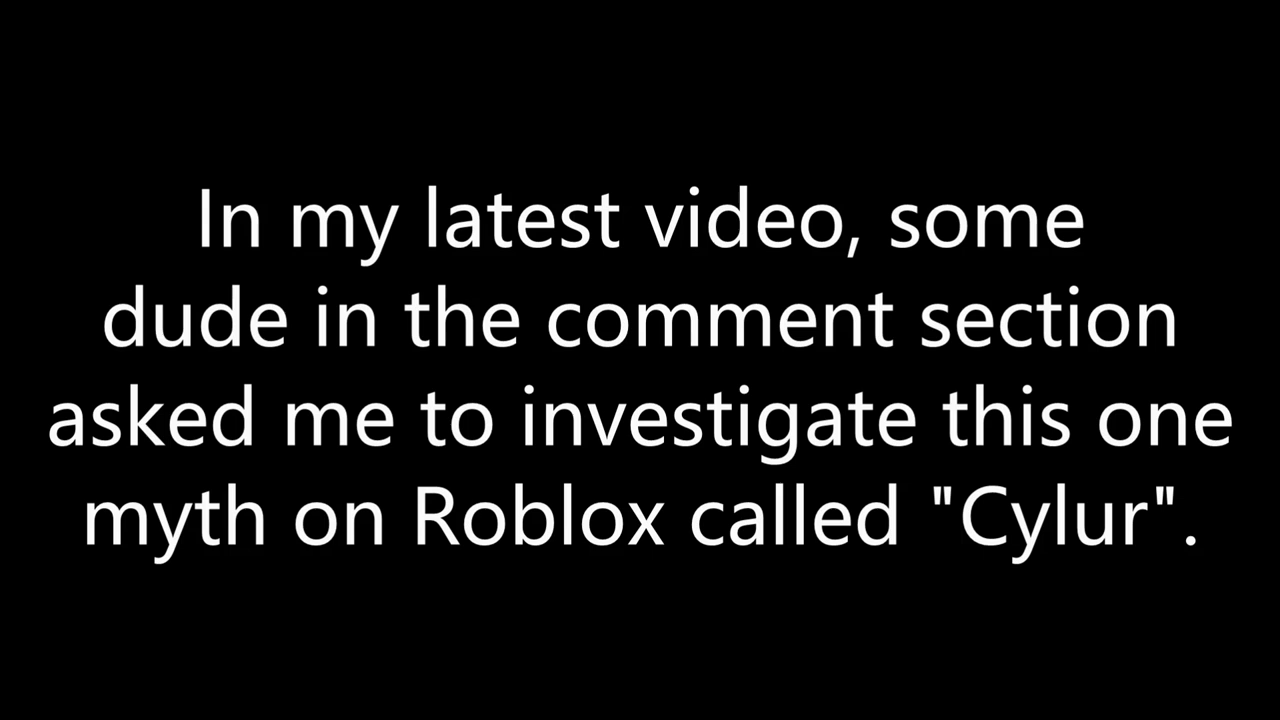 In my latest video, some
dude in the comment section
asked me to investigate this one
myth on Roblox called "Cylur".